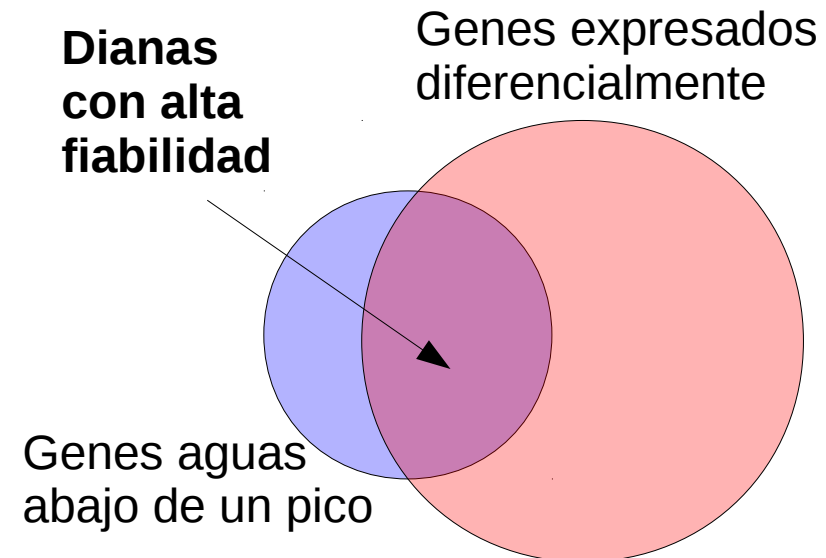 Dianas
con alta
fiabilidad
Genes expresados
diferencialmente
Genes aguas
abajo de un pico